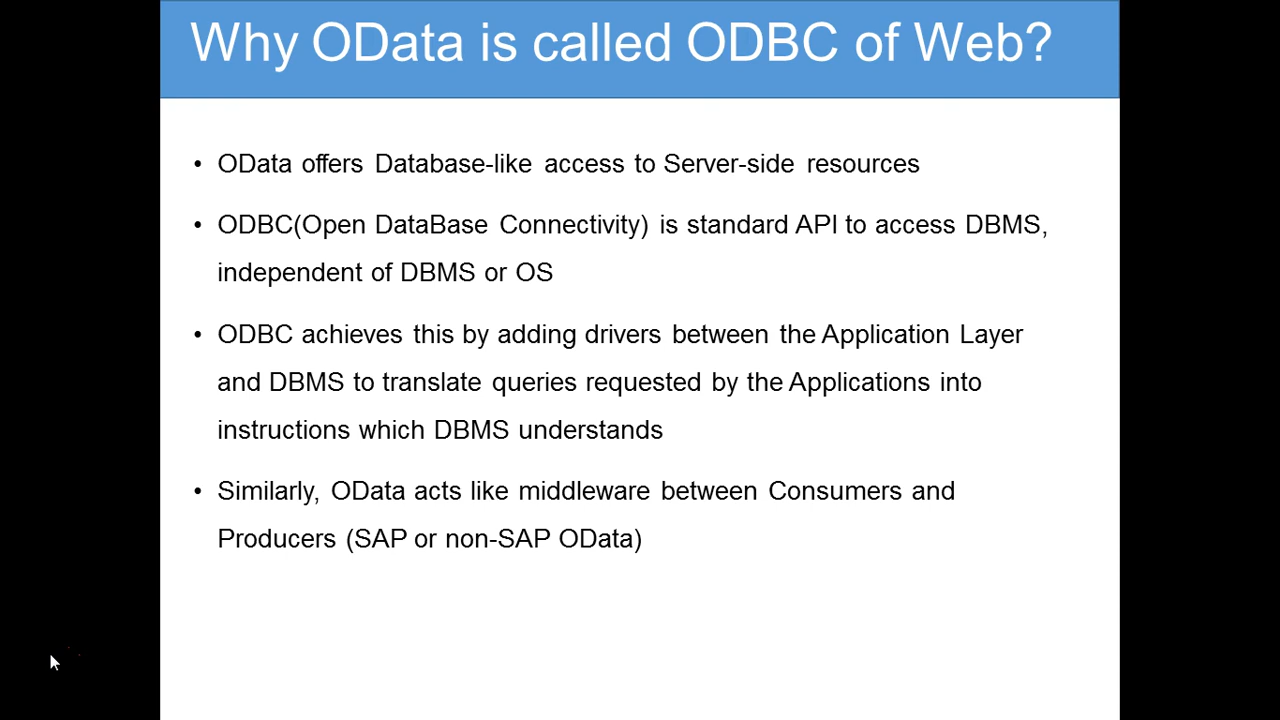 Why OData is called ODBC of Web?
• OData offers Database-like access to Server-side resources
• ODBC(Open DataBase Connectivity) is standard API to access DBMS,
independent of DBMS or OS
• ODBC achieves this by adding drivers between the Application Layer
and DBMS to translate queries requested by the Applications into
instructions which DBMS understands
• Similarly, OData acts like middleware between Consumers and
Producers (SAP or non-SAP OData)